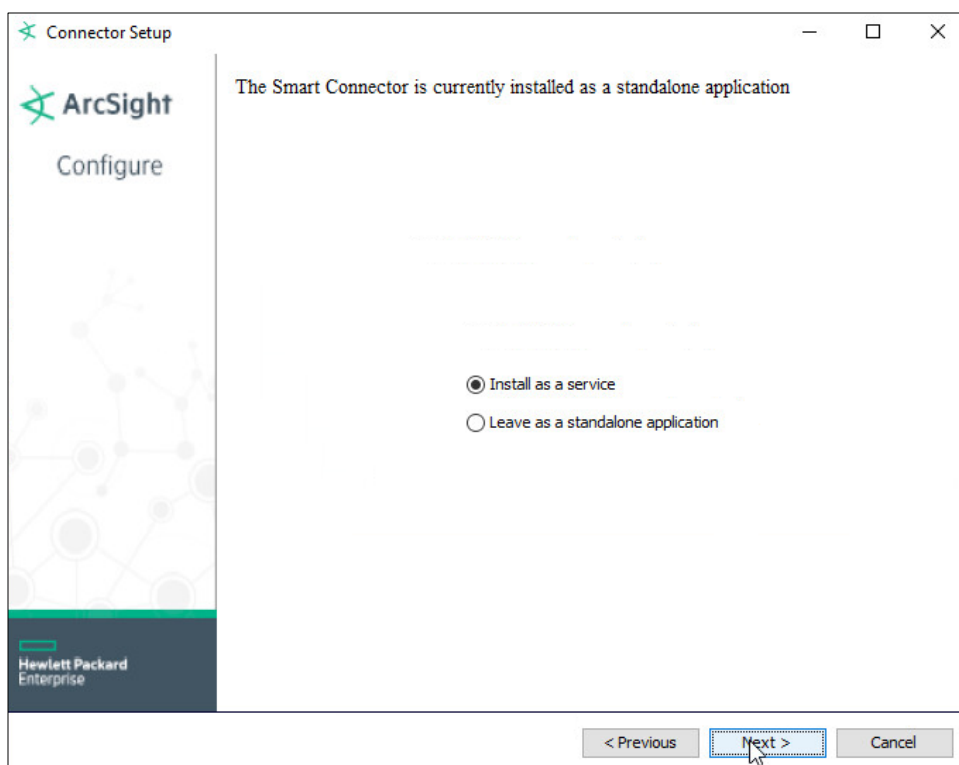 Connector Setup
ArcSight
Configure
The Smart Connector is currently installed as a standalone application
Install as a service
Leave as a standalone application
Hewlett Packard
Enterprise
< Previous
Next >
Cancel